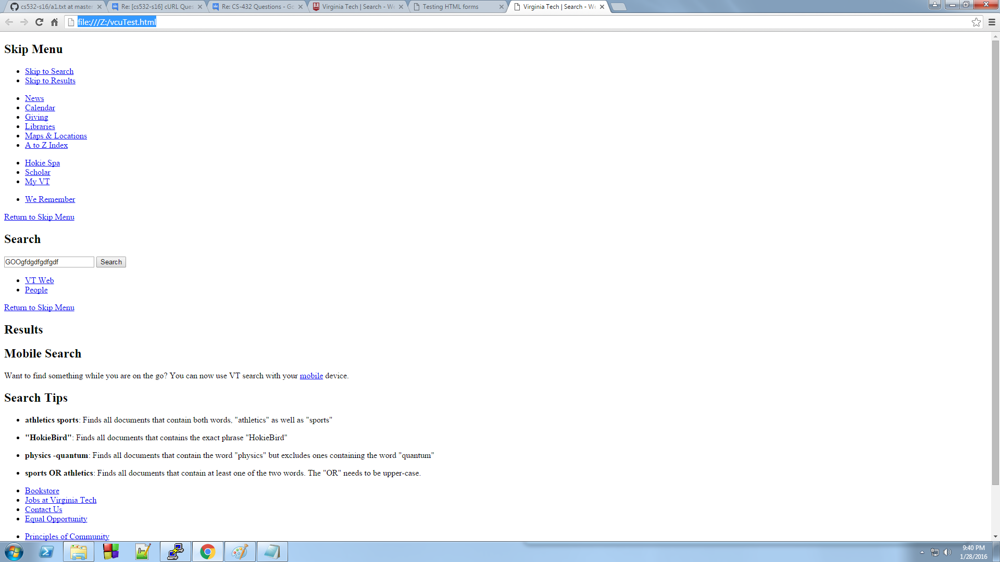 cs532-s16/a1.txt at master
Re: [cs532-s16] cURL Ques
Re: CS-432 Questions - Go
Virginia Tech | Search - We
Testing HTML forms
Virginia Tech | Search - We
file:///Z:/vcuTest.html
Skip Menu
Skip to Search
Skip to Results
News
Calendar
Giving
Libraries
Maps & Locations
A to Z Index
Hokie Spa
Scholar
My VT
We Remember
Return to Skip Menu
Search
GOOgfdgdfgdfgdf Search
VT Web
People
Return to Skip Menu
Results
Mobile Search
Want to find something while you are on the go? You can now use VT search with your mobile device.
Search Tips
athletics sports: Finds all documents that contain both words, "athletics" as well as "sports"
"HokieBird": Finds all documents that contains the exact phrase "HokieBird"
physics -quantum: Finds all documents that contain the word "physics" but excludes ones containing the word "quantum"
sports OR athletics: Finds all documents that contain at least one of the two words. The "OR" needs to be upper-case.
Bookstore
Jobs at Virginia Tech
Contact Us
Equal Opportunity
Principles of Community
9:40 PM
1/28/2016